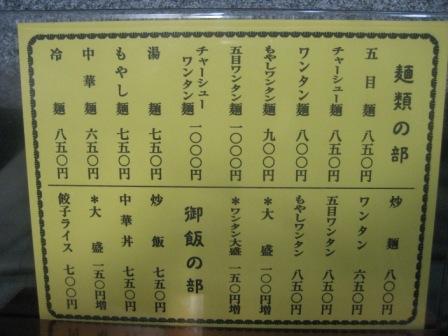 麺類の部
五目麺 八五〇円
チャーシュー麺 八五〇円
ワンタン麺 八〇〇円
もやしワンタン麺 九〇〇円
五目ワンタン麺 一〇〇〇円
チャーシューワンタン麺 一〇〇〇円
湯麺 七五〇円
もやし麺 七五〇円
中華麺 六五〇円
冷麺 八五〇円
炒麺 八〇〇円
ワンタン 六五〇円
五目ワンタン 八五〇円
もやしワンタン 八五〇円
*大盛 一〇〇円増
*ワンタン大盛 一五〇円増
御飯の部
炒飯 七五〇円
中華丼 七五〇円
*大盛 一五〇円増
餃子ライス 七〇〇円